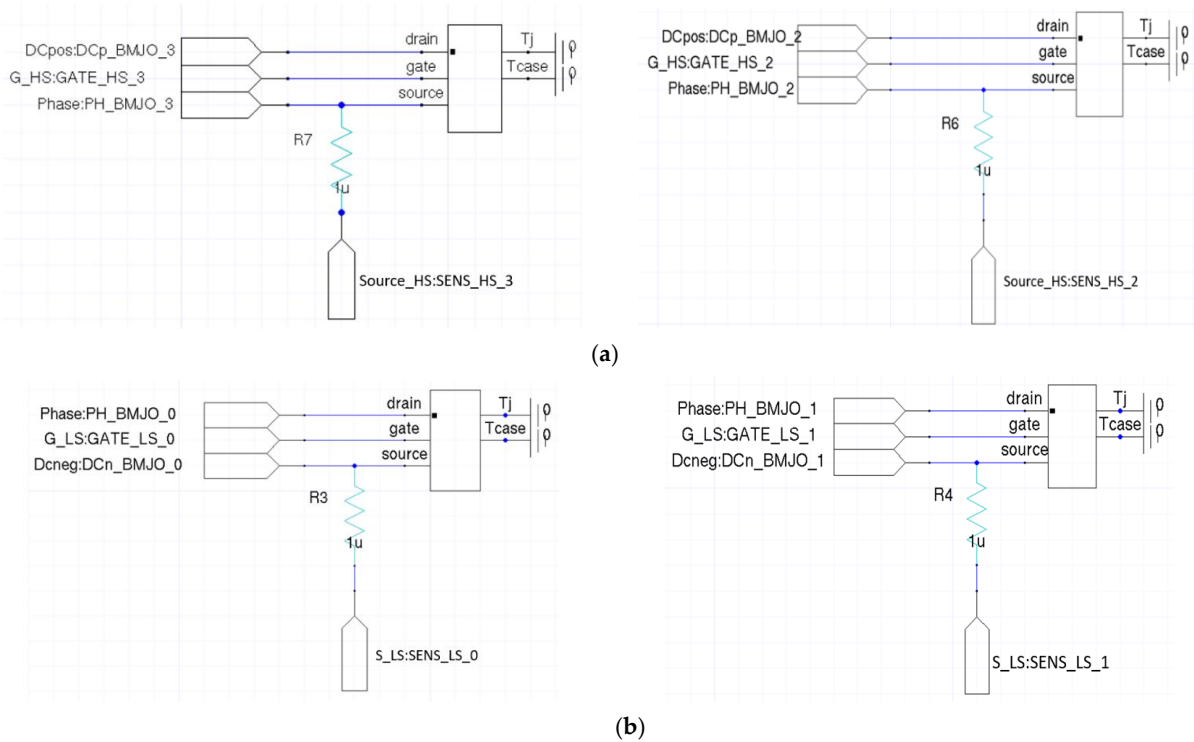 DCpos:DCp_BMJO_3
G_HS:GATE_HS_3
Phase:PH_BMJO_3
drain
gate
source
Tj
Tcase
0
0
R7
1u
Source_HS:SENS_HS_3
DCpos:DCp_BMJO_2
G_HS:GATE_HS_2
Phase:PH_BMJO_2
drain
gate
source
Tj
Tcase
0
0
R6
1u
Source_HS:SENS_HS_2
(a)
Phase:PH_BMJO_0
G_LS:GATE_LS_0
Dcneg:DCn_BMJO_0
drain
gate
source
Tj
Tcase
0
0
R3
1u
S_LS:SENS_LS_0
Phase:PH_BMJO_1
G_LS:GATE_LS_1
Dcneg:DCn_BMJO_1
drain
gate
source
Tj
Tcase
0
0
R4
1u
S_LS:SENS_LS_1
(b)